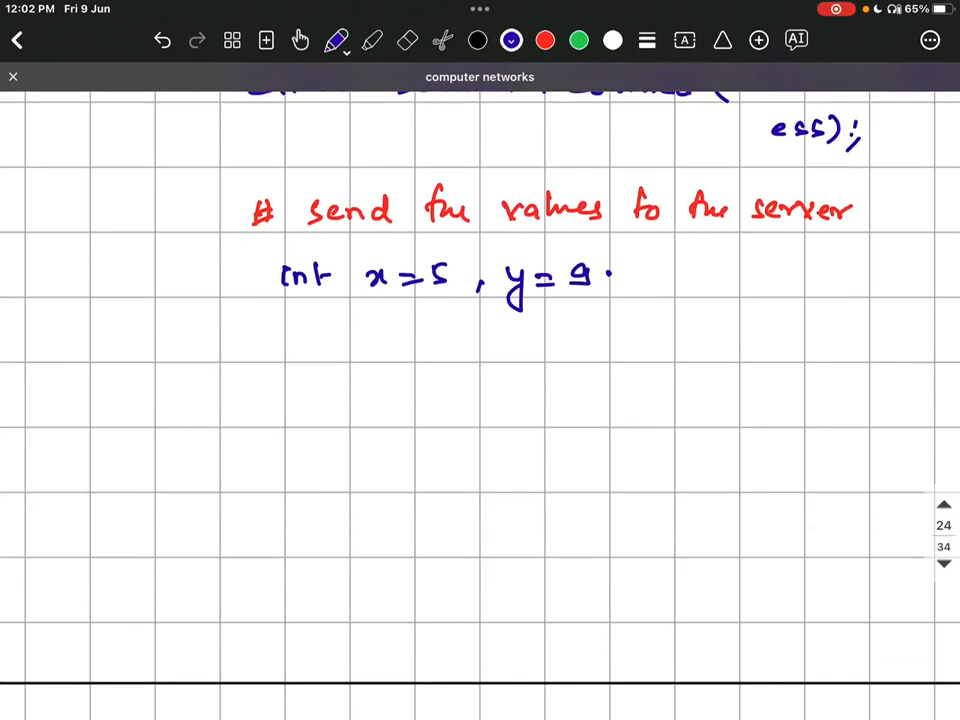 12:02 PM Fri 9 Jun 65%
A AI
computer networks
ess);
# send the values to the server
int x=5 , y=9
24
34